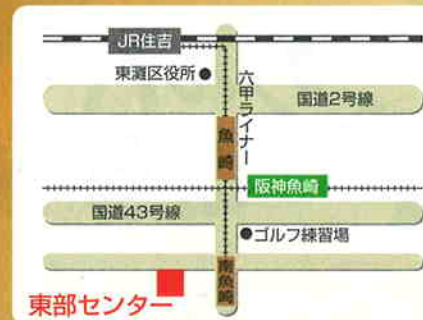 JR住吉
東灘区役所
六甲ライナー
国道2号線
魚崎
阪神魚崎
国道43号線
ゴルフ練習場
南魚崎
東部センター